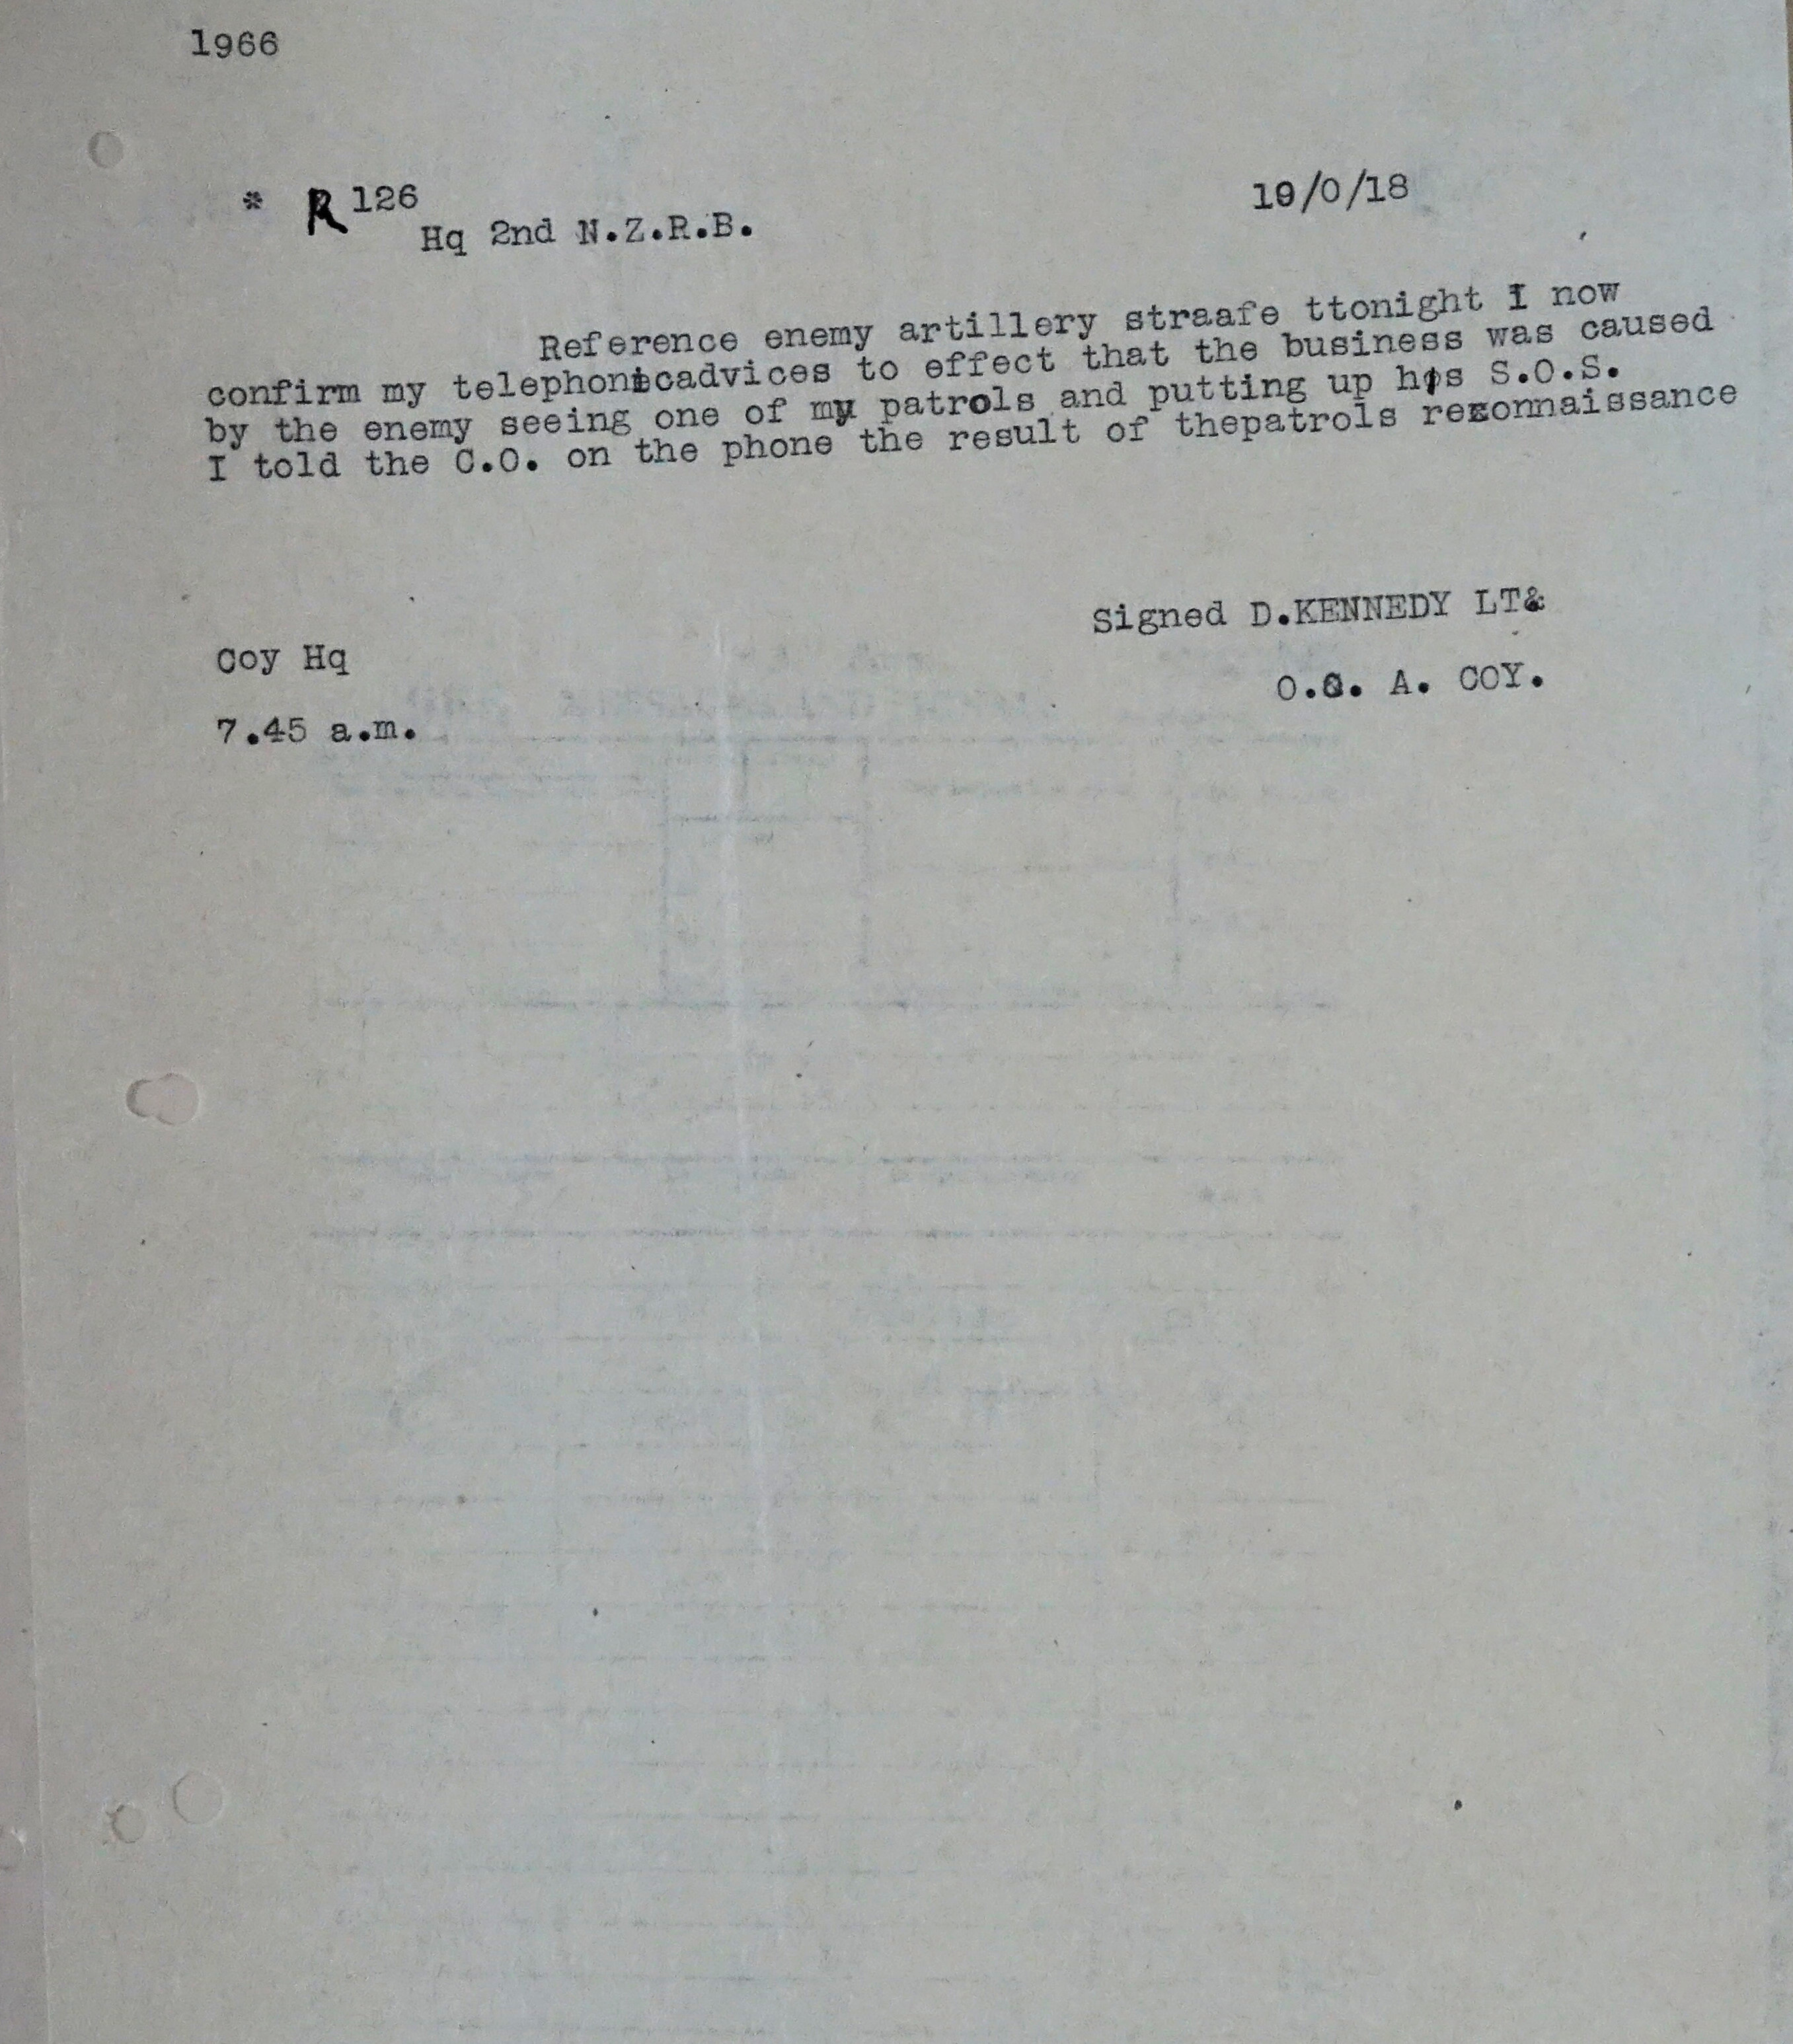 1966
* R 126
19/0/18
Hq 2nd N.Z.R.B.
Reference enemy artillery straafe ttonight I now
confirm my telephonicadvices to effect that the business was caused
by the enemy seeing one of my patrols and putting up his S.O.S.
I told the C.O. on the phone the result of thepatrols reconnaissance
Signed D.KENNEDY LT&
Coy Hq
O.C. A. COY.
7.45 a.m.